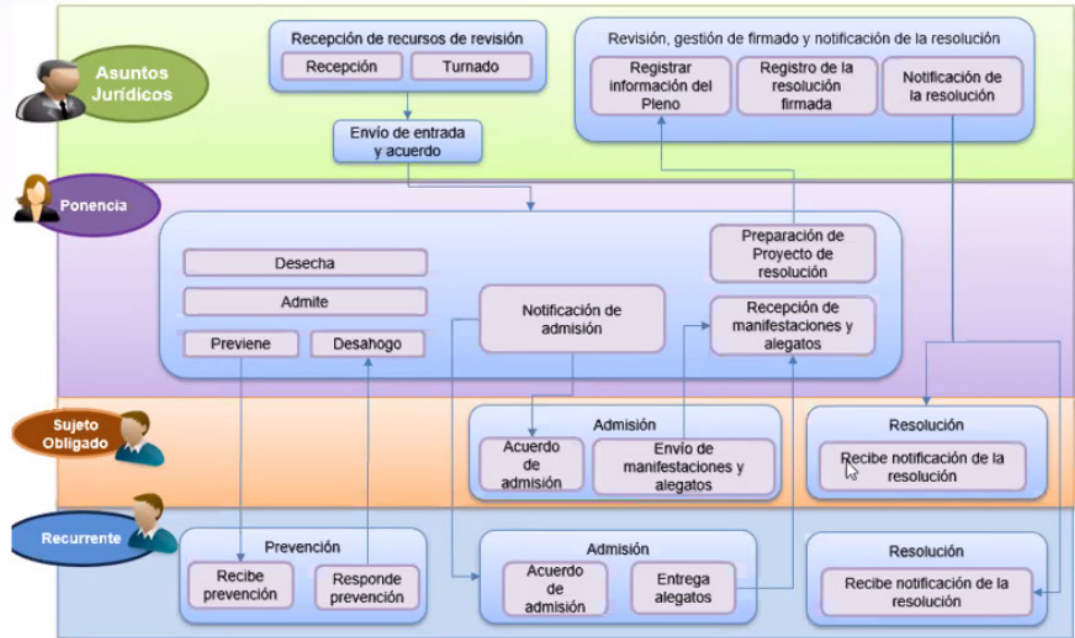 Asuntos
Jurídicos
Recepción de recursos de revisión
Recepción
Turnado
Envío de entrada
y acuerdo
Revisión, gestión de firmado y notificación de la resolución
Registrar
información del
Pleno
Registro de la
resolución
firmada
Notificación de
la resolución
Ponencia
Desecha
Admite
Previene
Desahogo
Notificación de
admisión
Preparación de
Proyecto de
resolución
Recepción de
manifestaciones y
alegatos
Sujeto
Obligado
Admisión
Acuerdo
de
admisión
Envío de
manifestaciones y
alegatos
Resolución
Recibe notificación de la
resolución
Recurrente
Prevención
Recibe
prevención
Responde
prevención
Admisión
Acuerdo
de
admisión
Entrega
alegatos
Resolución
Recibe notificación de la
resolución